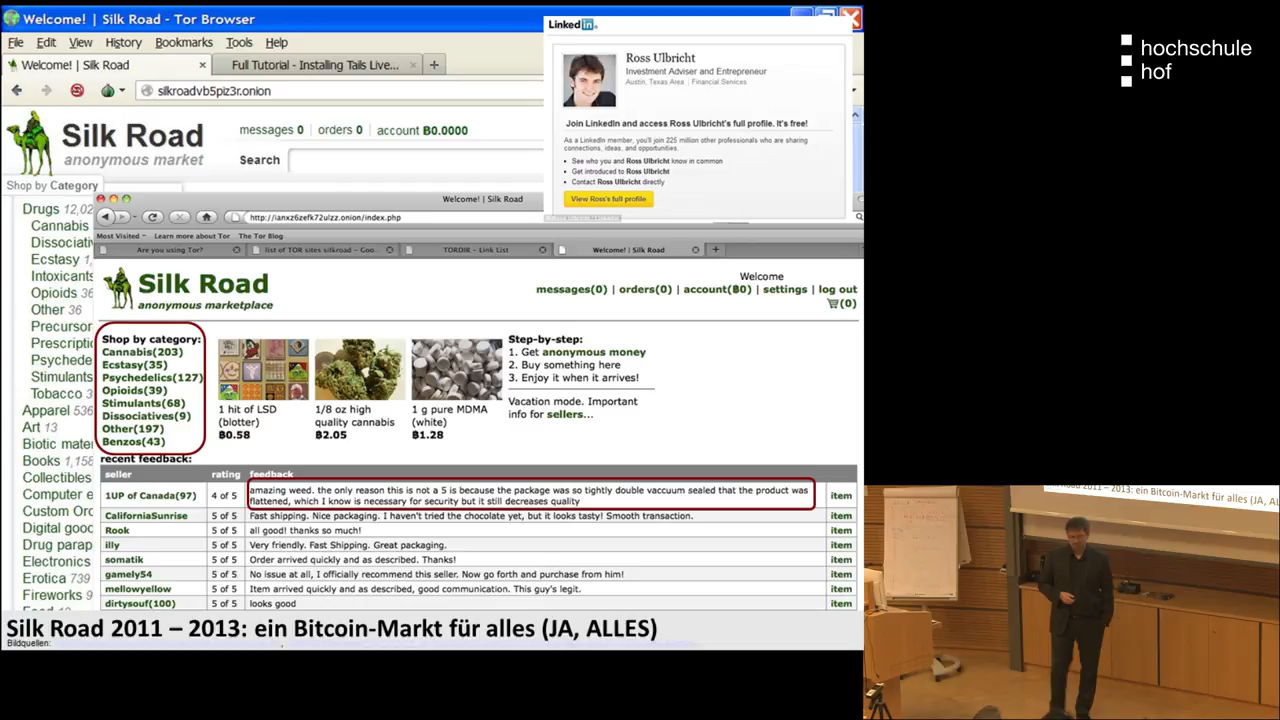 Welcome! | Silk Road - Tor Browser
File Edit View History Bookmarks Tools Help
Welcome! | Silk Road × Full Tutorial - Installing Tails Live... × +
silkroadvb5piz3r.onion
Silk Road
anonymous market
messages 0 | orders 0 | account ฿0.0000
Search
Shop by Category
Drugs 12,02
Cannabis
Dissociativ
Ecstasy 1,
Intoxicants
Opioids 36
Other 36
Precursor
Prescripti
Psychede
Stimulants
Tobacco 3
Apparel 536
Art 13
Biotic mater
Books 1,158
Collectibles
Computer e
Custom Orc
Digital good
Drug parap
Electronics
Erotica 739
Fireworks 9
LinkedIn
Ross Ulbricht
Investment Adviser and Entrepreneur
Austin, Texas Area | Financial Services
Join LinkedIn and access Ross Ulbricht's full profile. It's free!
As a LinkedIn member, you'll join 225 million other professionals who are sharing
connections, ideas, and opportunities.
• See who you and Ross Ulbricht know in common
• Get introduced to Ross Ulbricht
• Contact Ross Ulbricht directly
View Ross's full profile
Welcome! | Silk Road
http://ianxz6zefk72ulzz.onion/index.php
Most Visited Learn more about Tor The Tor Blog
Are you using Tor? list of TOR sites silkroad – Goo... TORDIR – Link List Welcome! | Silk Road +
Silk Road
anonymous marketplace
Welcome
messages(0) | orders(0) | account(฿0) | settings | log out
(0)
Shop by category:
Cannabis(203)
Ecstasy(35)
Psychedelics(127)
Opioids(39)
Stimulants(68)
Dissociatives(9)
Other(197)
Benzos(43)
1 hit of LSD
(blotter)
฿0.58
1/8 oz high
quality cannabis
฿2.05
1 g pure MDMA
(white)
฿1.28
Step-by-step:
1. Get anonymous money
2. Buy something here
3. Enjoy it when it arrives!
Vacation mode. Important
info for sellers...
recent feedback:
seller rating feedback
1UP of Canada(97) 4 of 5 amazing weed. the only reason this is not a 5 is because the package was so tightly double vaccuum sealed that the product was
flattened, which I know is necessary for security but it still decreases quality item
CaliforniaSunrise 5 of 5 Fast shipping. Nice packaging. I haven't tried the chocolate yet, but it looks tasty! Smooth transaction. item
Rook 5 of 5 all good! thanks so much! item
illy 5 of 5 Very friendly. Fast Shipping. Great packaging. item
somatik 5 of 5 Order arrived quickly and as described. Thanks! item
gamely54 5 of 5 No issue at all, I officially recommend this seller. Now go forth and purchase from him! item
mellowyellow 5 of 5 Item arrived quickly and as described, good communication. This guy's legit. item
dirtysouf(100) 5 of 5 looks good item
Silk Road 2011 – 2013: ein Bitcoin-Markt für alles (JA, ALLES)
Bildquellen:
hochschule
hof
Road 2011 – 2013: ein Bitcoin-Markt für alles (JA, AL